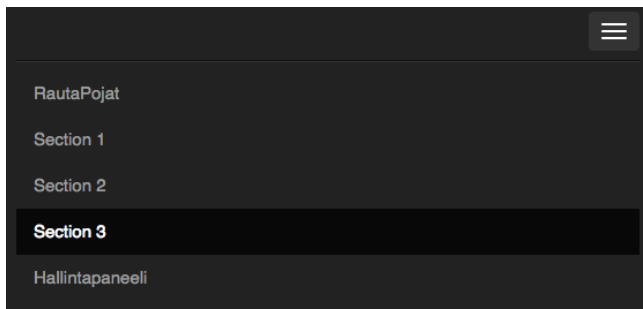 RautaPojat
Section 1
Section 2
Section 3
Hallintapaneeli